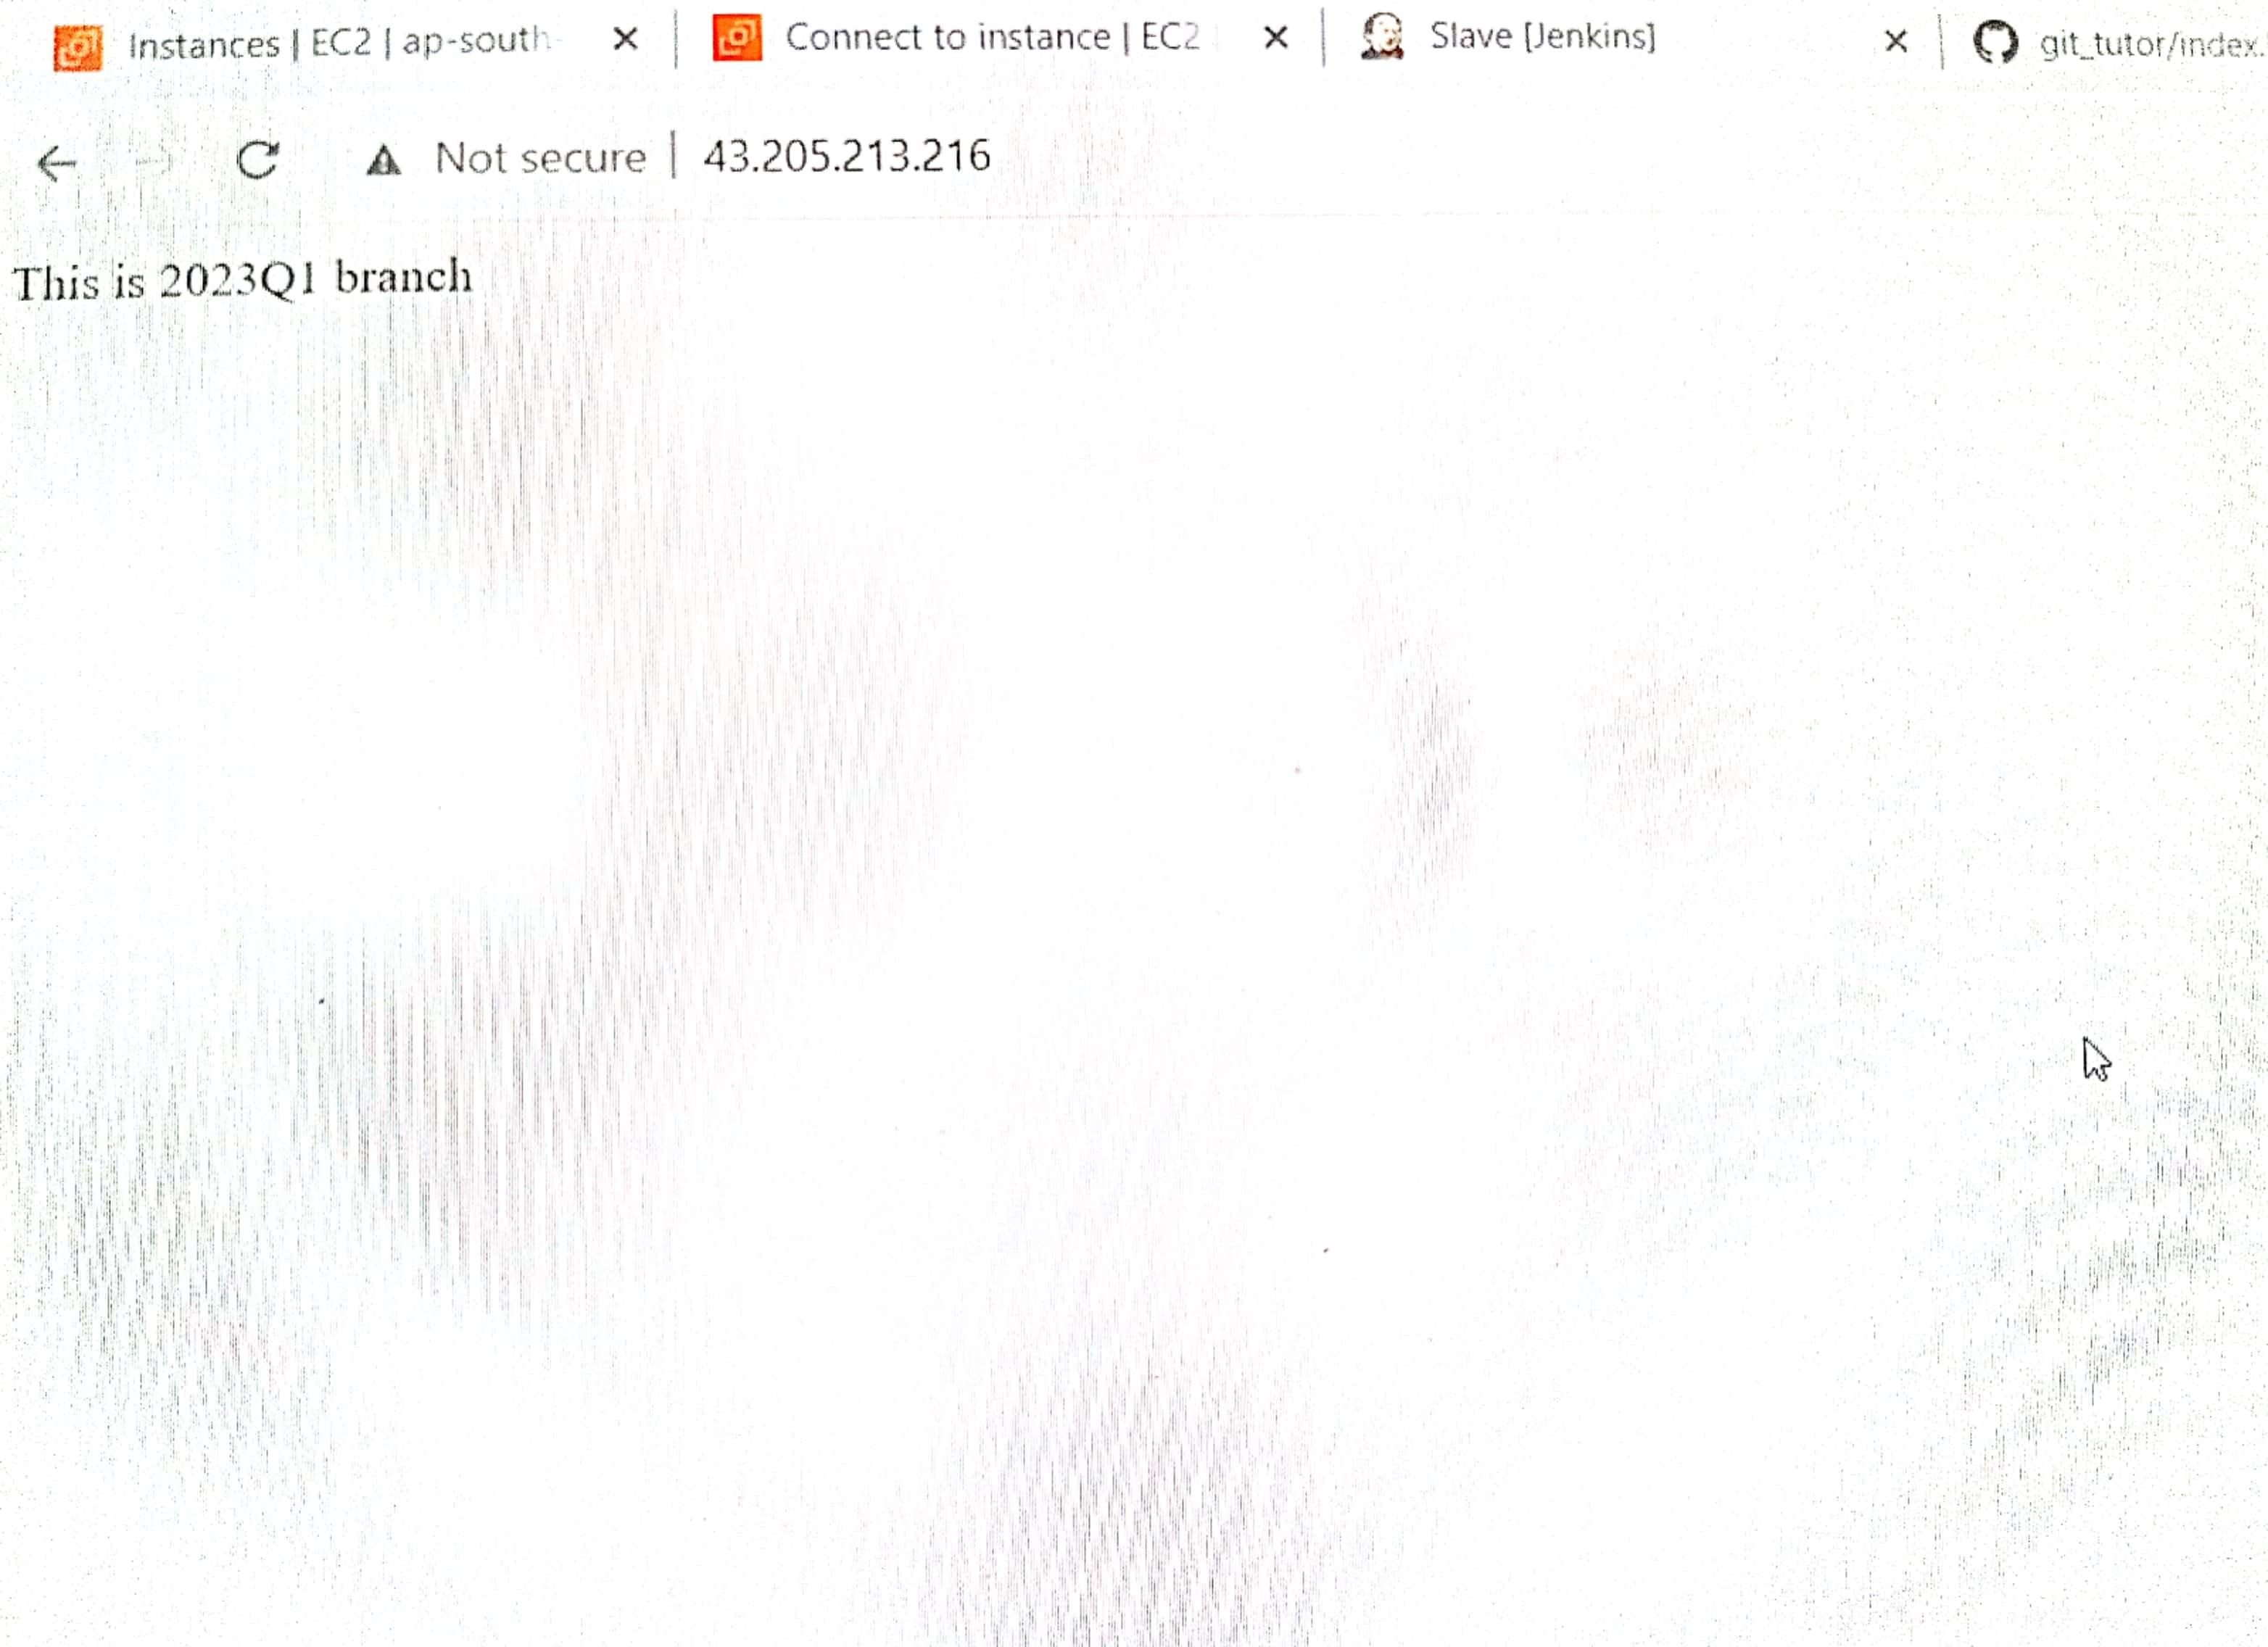 Instances | EC2 | ap-south-
Connect to instance | EC2
Slave [Jenkins]
git_tutor/index.
Not secure | 43.205.213.216
This is 2023Q1 branch